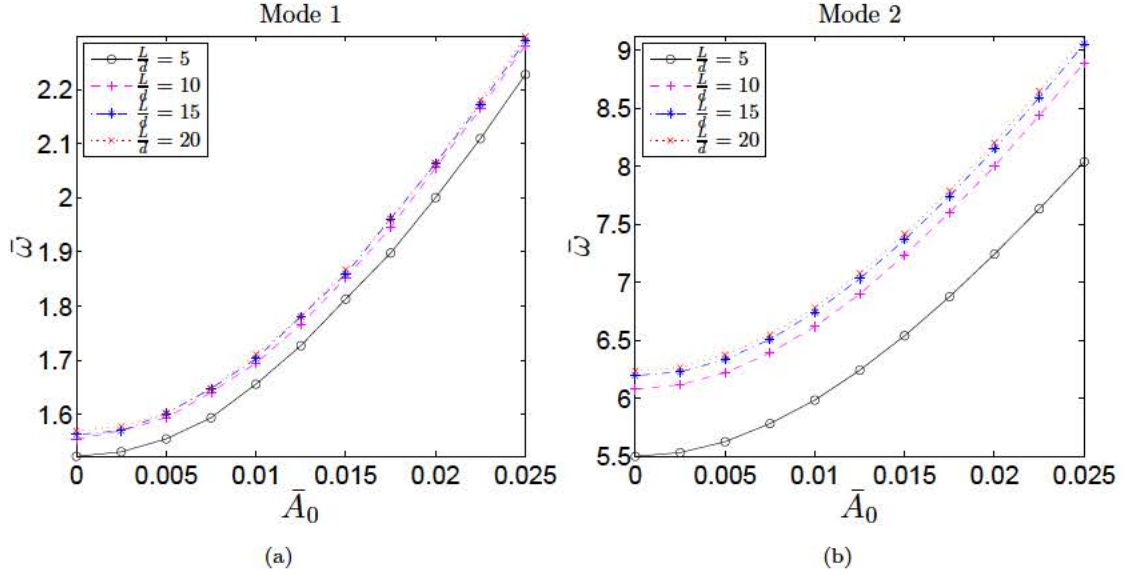 Mode 1
L/d = 5
L/d = 10
L/d = 15
L/d = 20
2.2
2.1
2
1.9
1.8
1.7
1.6
ω̄
0 0.005 0.01 0.015 0.02 0.025
Ā₀
(a)
Mode 2
L/d = 5
L/d = 10
L/d = 15
L/d = 20
9
8.5
8
7.5
7
6.5
6
5.5
ω̄
0 0.005 0.01 0.015 0.02 0.025
Ā₀
(b)